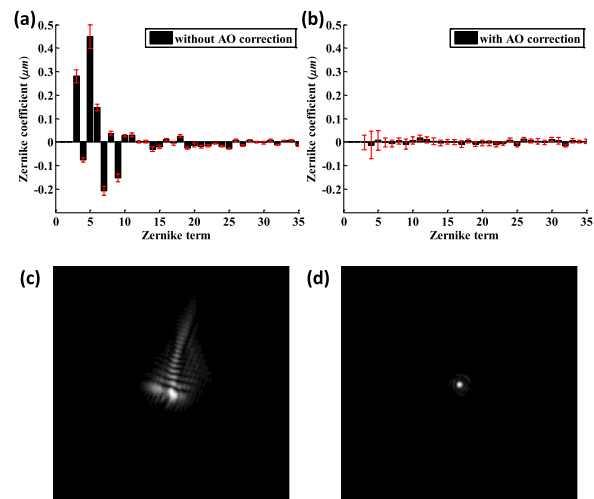 (a)
without AO correction
Zernike coefficient (μm)
0.5
0.4
0.3
0.2
0.1
0
-0.1
-0.2
0 5 10 15 20 25 30 35
Zernike term
(b)
with AO correction
Zernike coefficient (μm)
0.5
0.4
0.3
0.2
0.1
0
-0.1
-0.2
0 5 10 15 20 25 30 35
Zernike term
(c)
(d)